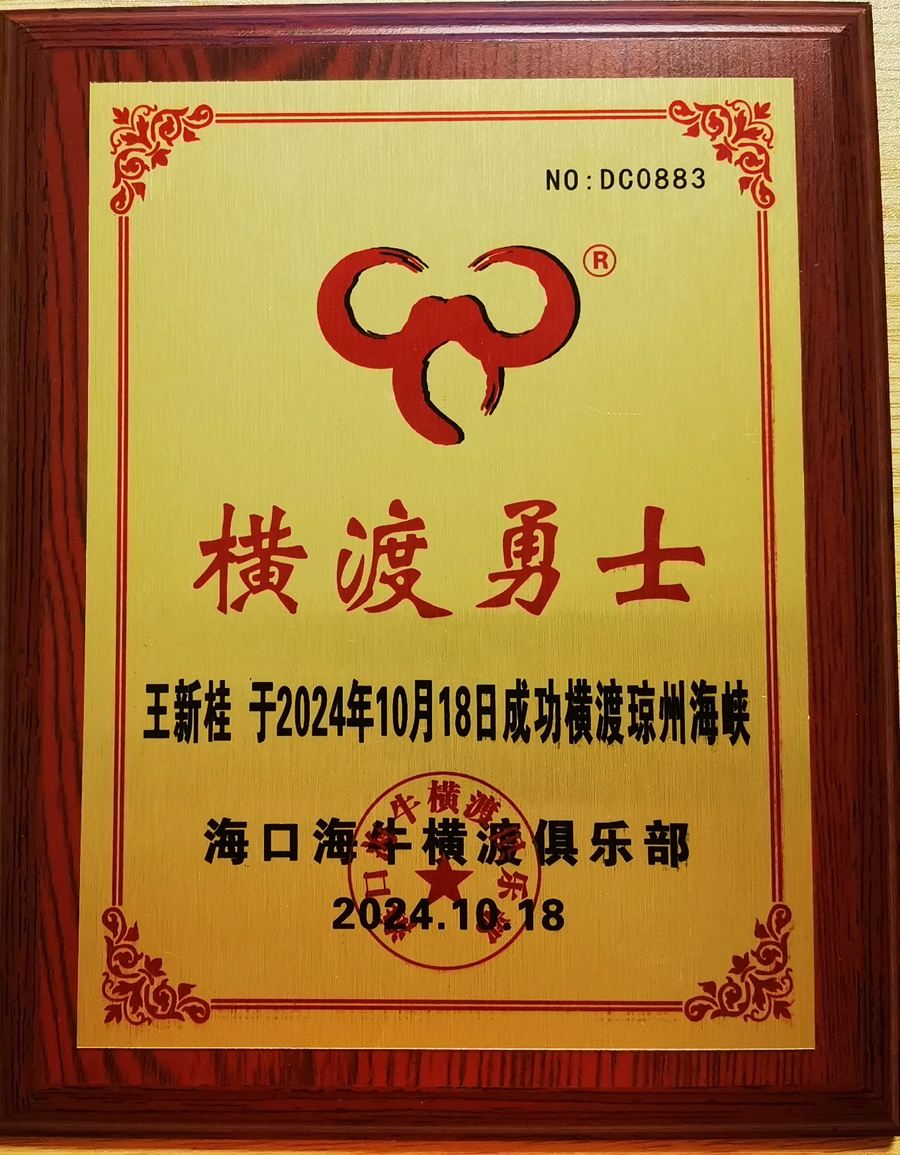 NO:DC0883
®
横渡勇士
王新桂 于2024年10月18日成功横渡琼州海峡
海口海牛横渡俱乐部
2024.10.18